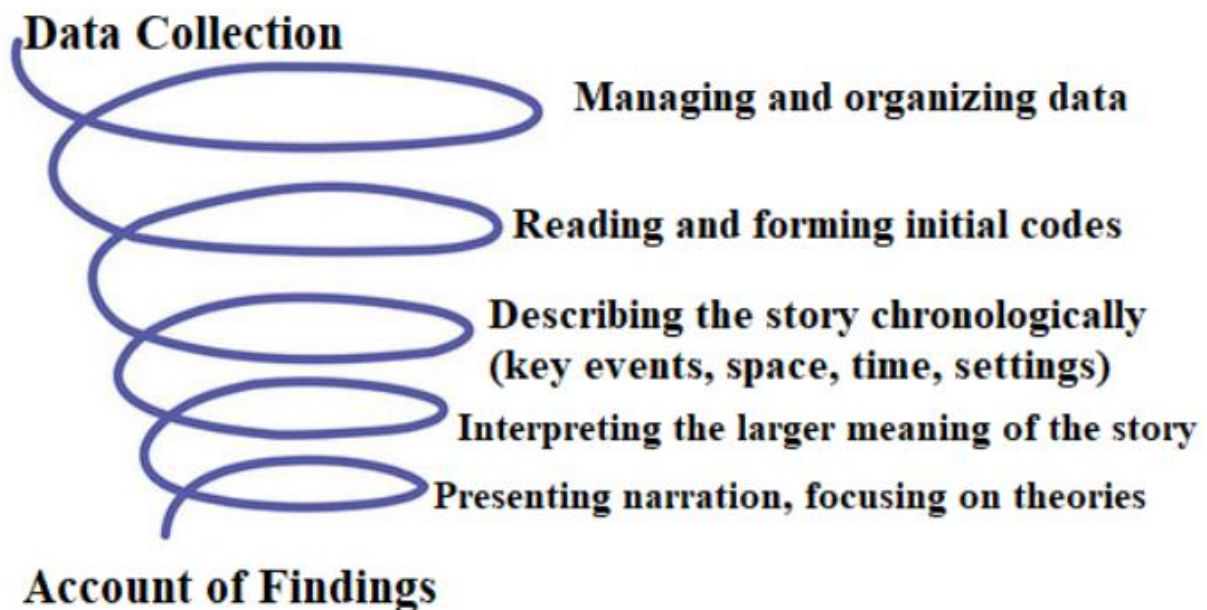 Data Collection
Managing and organizing data
Reading and forming initial codes
Describing the story chronologically
(key events, space, time, settings)
Interpreting the larger meaning of the story
Presenting narration, focusing on theories
Account of Findings